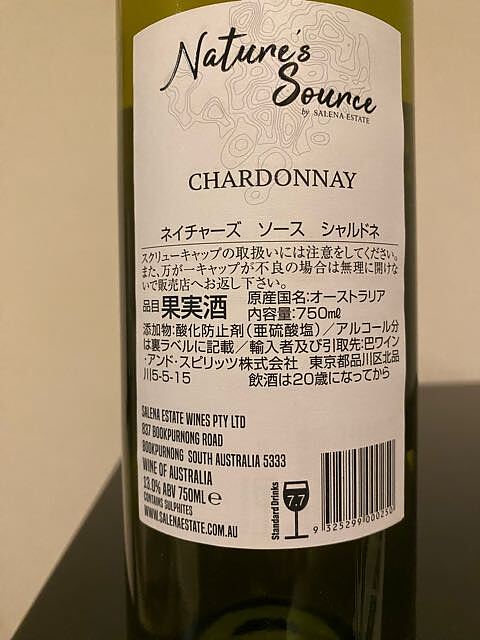 Nature's
Source
by SALENA ESTATE
CHARDONNAY
ネイチャーズ ソース シャルドネ
スクリューキャップの取扱いには注意をしてください。
また、万が一キャップが不良の場合は無理に開けな
いで販売店へお返し下さい。
品目 果実酒 原産国名:オーストラリア
内容量:750ml
添加物:酸化防止剤(亜硫酸塩)/アルコール分
は裏ラベルに記載/輸入者及び引取先:巴ワイン
・アンド・スピリッツ株式会社 東京都品川区北品
川5-5-15 飲酒は20歳になってから
SALENA ESTATE WINES PTY LTD
837 BOOKPURNONG ROAD
BOOKPURNONG SOUTH AUSTRALIA 5333
WINE OF AUSTRALIA
13.0% ABV 750ML e
CONTAINS SULPHITES
WWW.SALENAESTATE.COM.AU
Standard Drinks
7.7
9 325299 000250